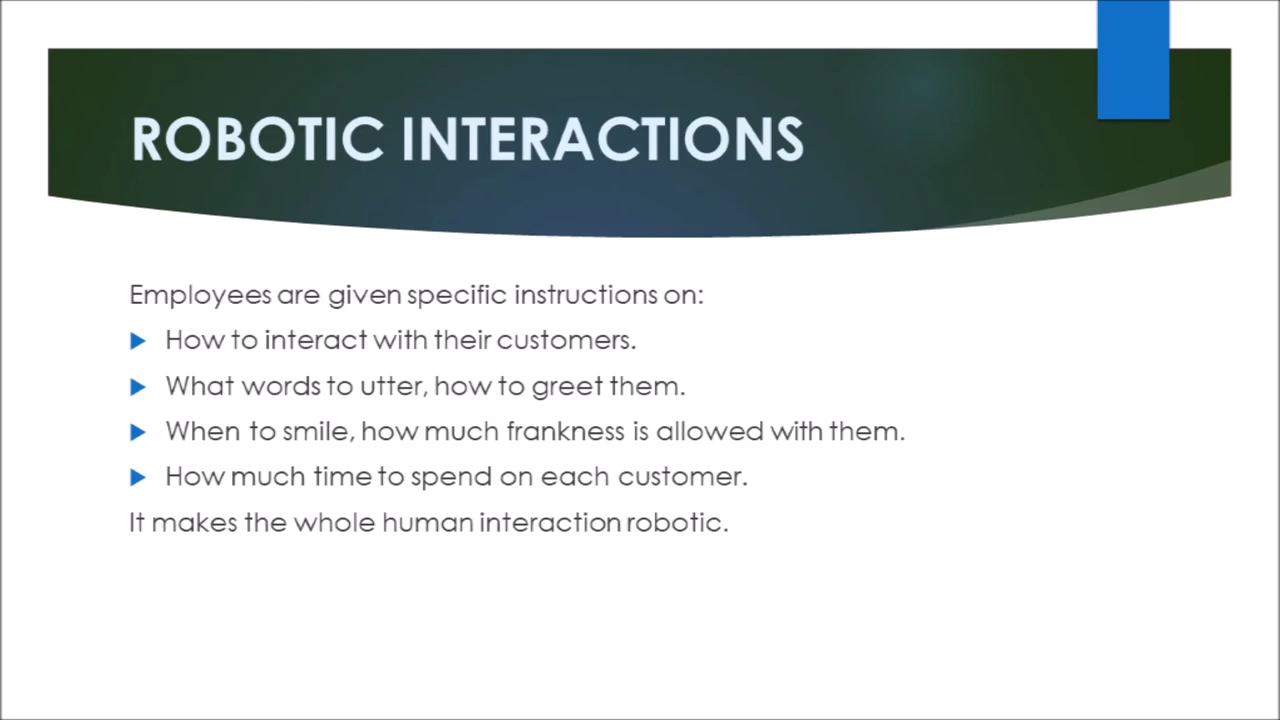 ROBOTIC INTERACTIONS
Employees are given specific instructions on:
How to interact with their customers.
What words to utter, how to greet them.
When to smile, how much frankness is allowed with them.
How much time to spend on each customer.
It makes the whole human interaction robotic.